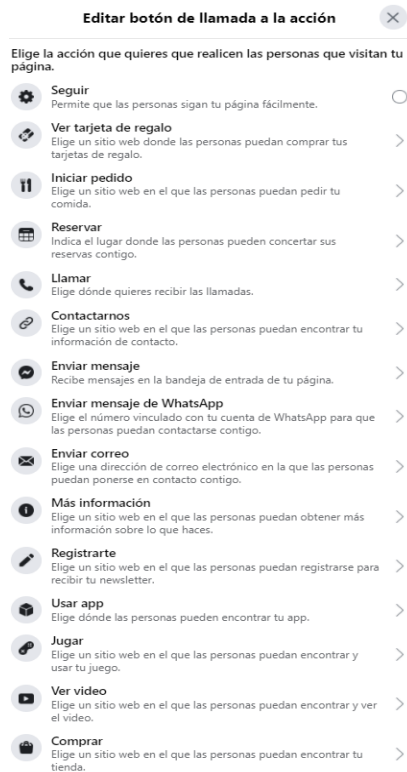 Editar botón de llamada a la acción
Elige la acción que quieres que realicen las personas que visitan tu
página.
Seguir
Permite que las personas sigan tu página fácilmente.
Ver tarjeta de regalo
Elige un sitio web donde las personas puedan comprar tus
tarjetas de regalo.
Iniciar pedido
Elige un sitio web en el que las personas puedan pedir tu
comida.
Reservar
Indica el lugar donde las personas pueden concertar sus
reservas contigo.
Llamar
Elige dónde quieres recibir las llamadas.
Contactarnos
Elige un sitio web en el que las personas puedan encontrar tu
información de contacto.
Enviar mensaje
Recibe mensajes en la bandeja de entrada de tu página.
Enviar mensaje de WhatsApp
Elige el número vinculado con tu cuenta de WhatsApp para que
las personas puedan contactarse contigo.
Enviar correo
Elige una dirección de correo electrónico en la que las personas
puedan ponerse en contacto contigo.
Más información
Elige un sitio web en el que las personas puedan obtener más
información sobre lo que haces.
Registrarte
Elige un sitio web en el que las personas puedan registrarse para
recibir tu newsletter.
Usar app
Elige dónde las personas pueden encontrar tu app.
Jugar
Elige un sitio web en el que las personas puedan encontrar y
usar tu juego.
Ver video
Elige un sitio web en el que las personas puedan encontrar y ver
el video.
Comprar
Elige un sitio web en el que las personas puedan encontrar tu
tienda.